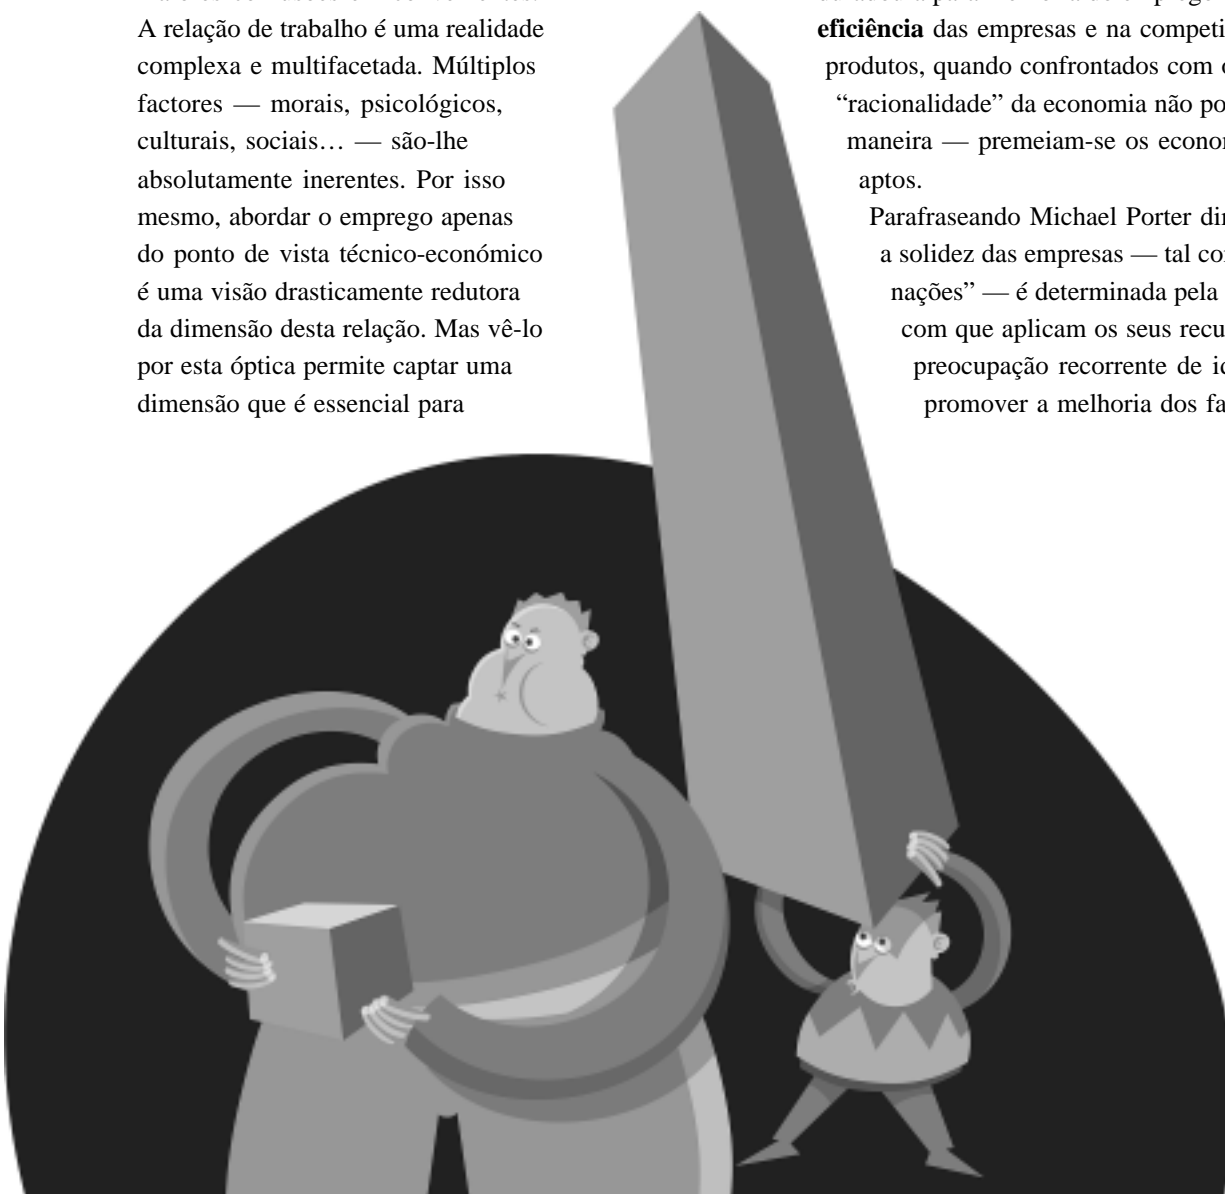 A relação de trabalho é uma realidade
complexa e multifacetada. Múltiplos
factores — morais, psicológicos,
culturais, sociais… — são-lhe
absolutamente inerentes. Por isso
mesmo, abordar o emprego apenas
do ponto de vista técnico-económico
é uma visão drasticamente redutora
da dimensão desta relação. Mas vê-lo
por esta óptica permite captar uma
dimensão que é essencial para
eficiência das empresas e na competi
produtos, quando confrontados com
“racionalidade” da economia não po
maneira — premeiam-se os econo
aptos.
Parafraseando Michael Porter dir
a solidez das empresas — tal co
nações” — é determinada pela
com que aplicam os seus recu
preocupação recorrente de
promover a melhoria dos fa